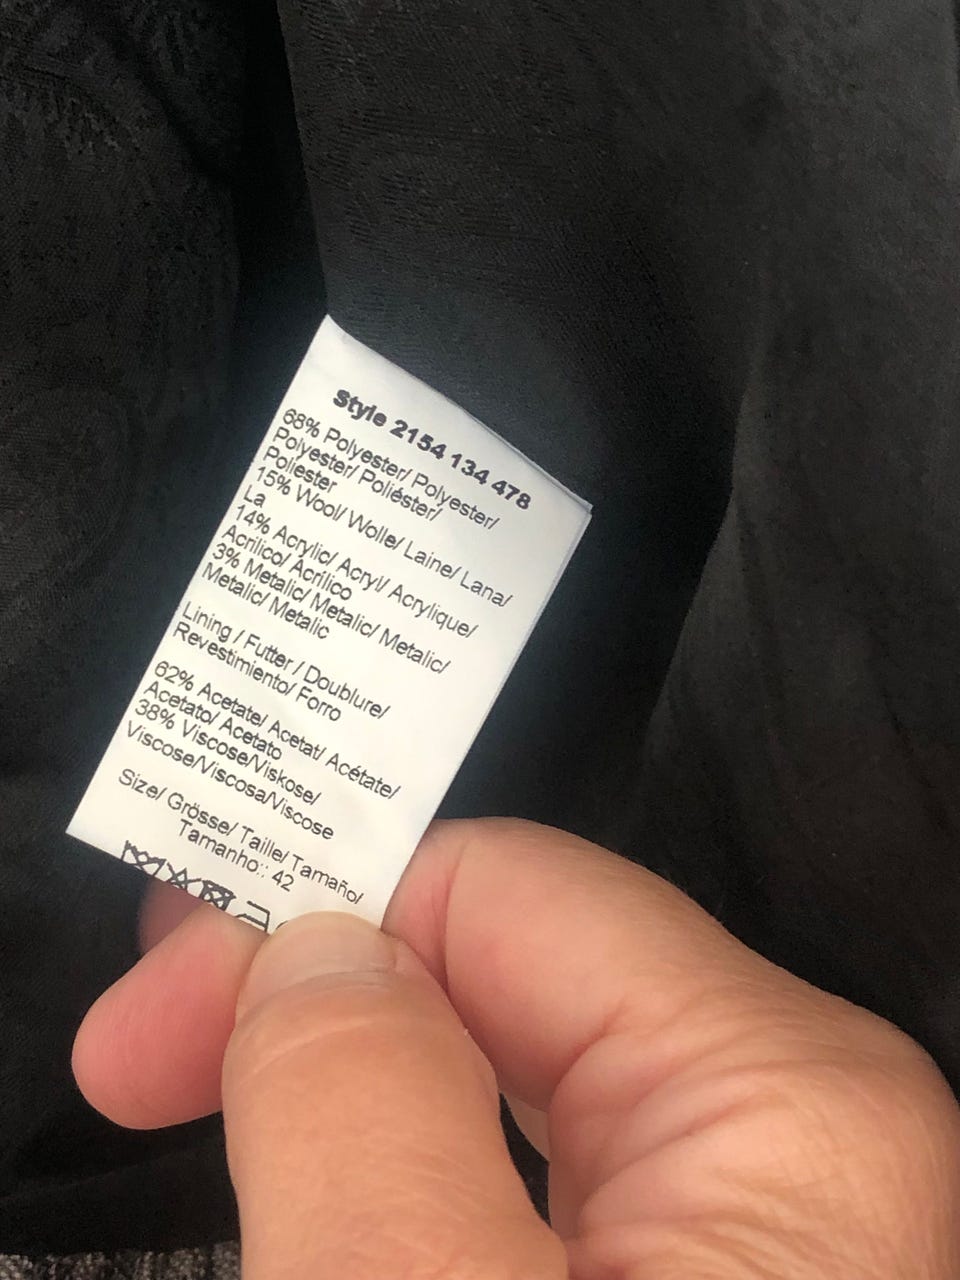 Style 2154 134 478
68% Polyester/ Polyester/
Polyester/ Poliéster/
Poliester
15% Wool/ Wolle/ Laine/ Lana/
La
14% Acrylic/ Acryl/ Acrylique/
Acrilico/ Acrílico
3% Metalic/ Metalic/ Metalic/
Metalic/ Metalic
Lining / Futter / Doublure/
Revestimiento/ Forro
62% Acetate/ Acetat/ Acétate/
Acetato/ Acetato
38% Viscose/Viskose/
Viscose/Viscosa/Viscose
Size/ Grösse/ Taille/ Tamaño/
Tamanho:: 42